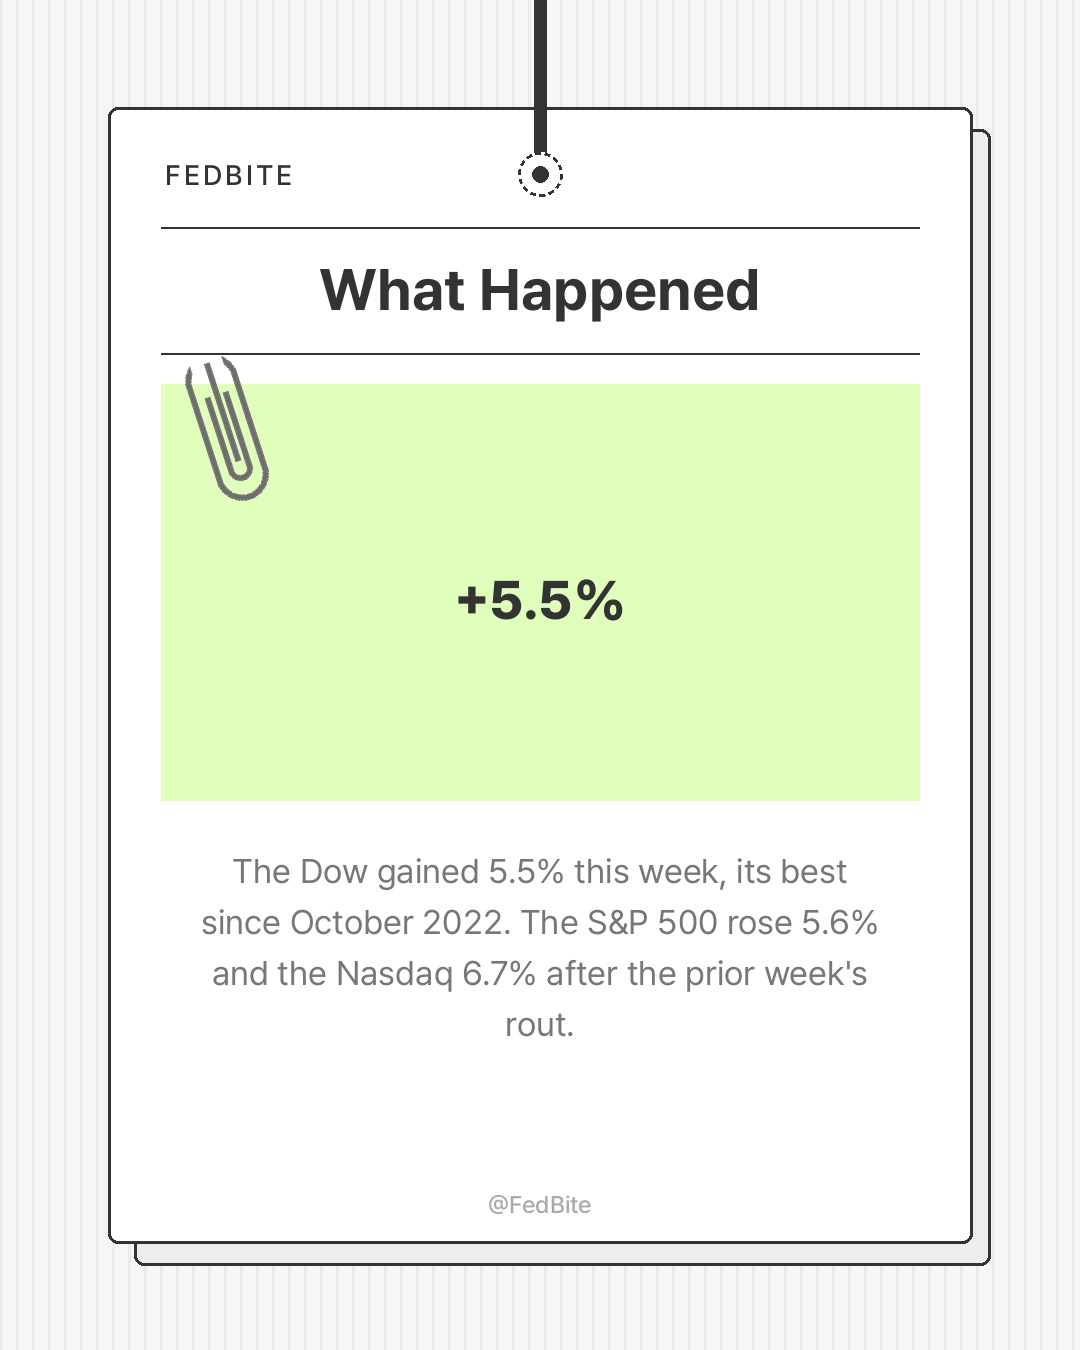 FEDBITE
What Happened
+5.5%
The Dow gained 5.5% this week, its best
since October 2022. The S&P 500 rose 5.6%
and the Nasdaq 6.7% after the prior week's
rout.
@FedBite